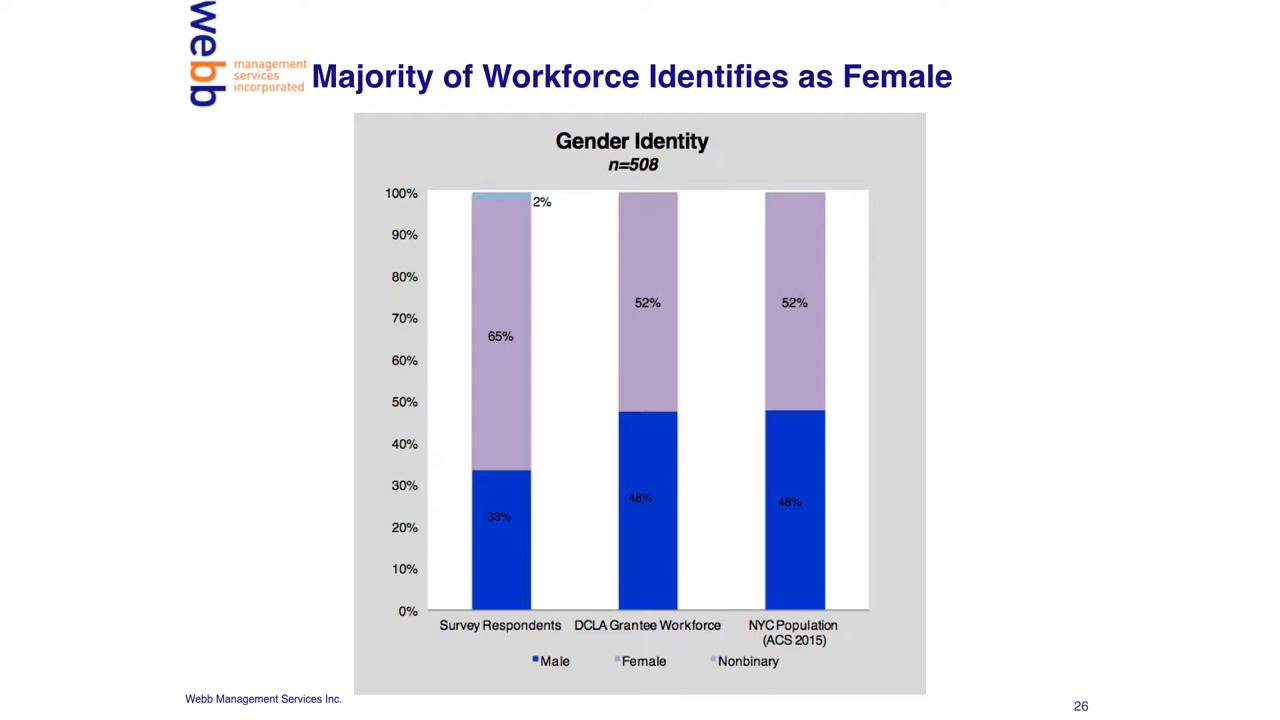 webb
management
services
incorporated
Majority of Workforce Identifies as Female
Gender Identity
n=508
100%
90%
80%
70%
60%
50%
40%
30%
20%
10%
0%
2%
65%
33%
52%
48%
52%
48%
Survey Respondents
DCLA Grantee Workforce
NYC Population
(ACS 2015)
Male
Female
Nonbinary
Webb Management Services Inc.
26